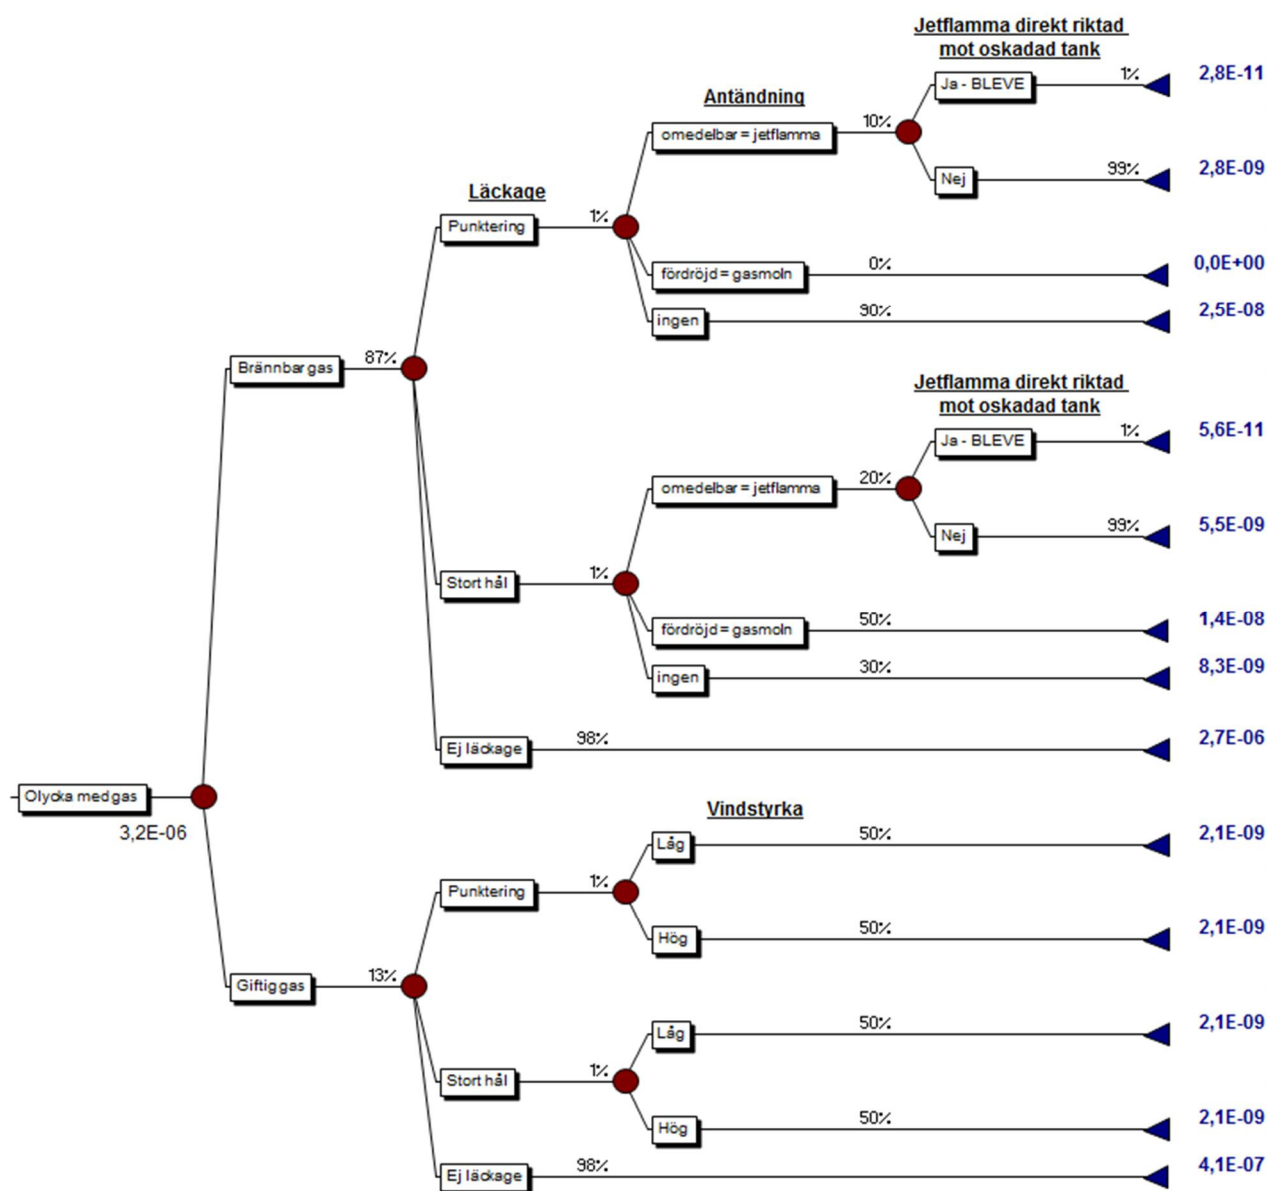 Jetflamma direkt riktad
mot oskadad tank
Ja - BLEVE 1% 2,8E-11
Antändning
omedelbar = jetflamma 10%
Nej 99% 2,8E-09
Läckage
Punktering 1%
fördröjd = gasmoln 0% 0,0E+00
ingen 90% 2,5E-08
Brännbar gas 87%
Jetflamma direkt riktad
mot oskadad tank
Ja - BLEVE 1% 5,6E-11
omedelbar = jetflamma 20%
Nej 99% 5,5E-09
Stort hål 1%
fördröjd = gasmoln 50% 1,4E-08
ingen 30% 8,3E-09
Ej läckage 98% 2,7E-06
Olycka med gas
3,2E-06
Vindstyrka
Låg 50% 2,1E-09
Punktering 1%
Hög 50% 2,1E-09
Giftig gas 13%
Låg 50% 2,1E-09
Stort hål 1%
Hög 50% 2,1E-09
Ej läckage 98% 4,1E-07